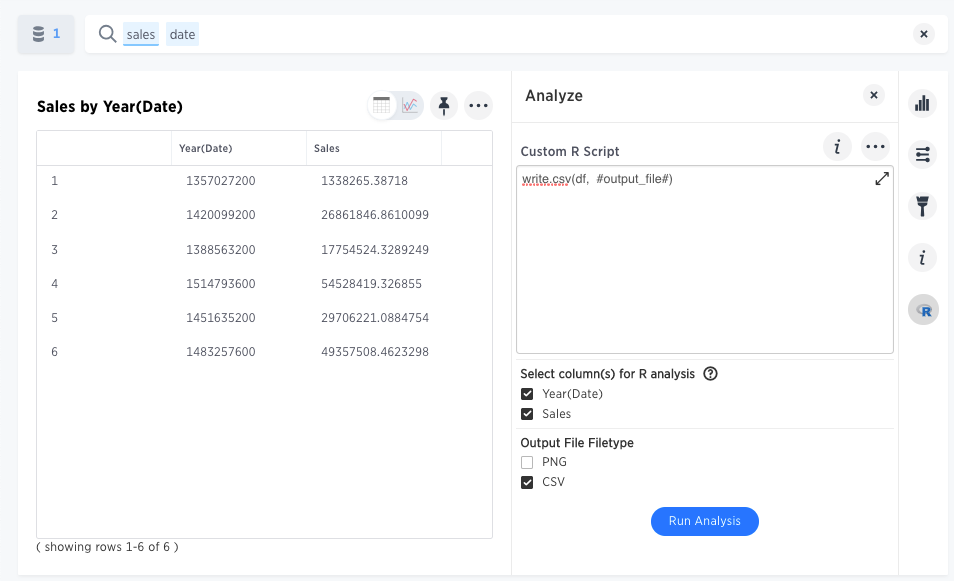 1
sales date
Sales by Year(Date)
Year(Date) Sales
1 1357027200 1338265.38718
2 1420099200 26861846.8610099
3 1388563200 17754524.3289249
4 1514793600 54528419.326855
5 1451635200 29706221.0884754
6 1483257600 49357508.4623298
( showing rows 1-6 of 6 )
Analyze
Custom R Script
write.csv(df, #output_file#)
Select column(s) for R analysis
Year(Date)
Sales
Output File Filetype
PNG
CSV
Run Analysis
R